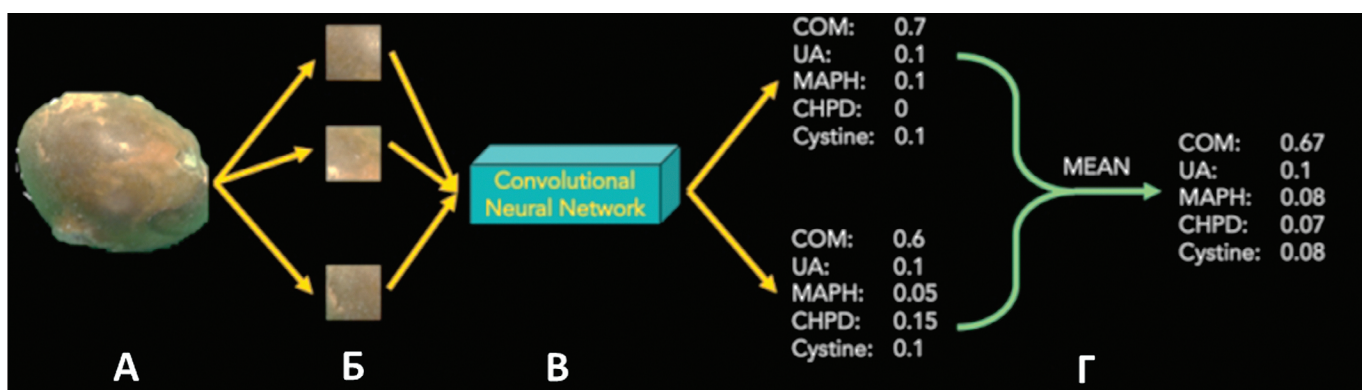 COM: 0.7
UA: 0.1
MAPH: 0.1
CHPD: 0
Cystine: 0.1
Convolutional
Neural Network
COM: 0.6
UA: 0.1
MAPH: 0.05
CHPD: 0.15
Cystine: 0.1
MEAN
COM: 0.67
UA: 0.1
MAPH: 0.08
CHPD: 0.07
Cystine: 0.08
А Б В Г